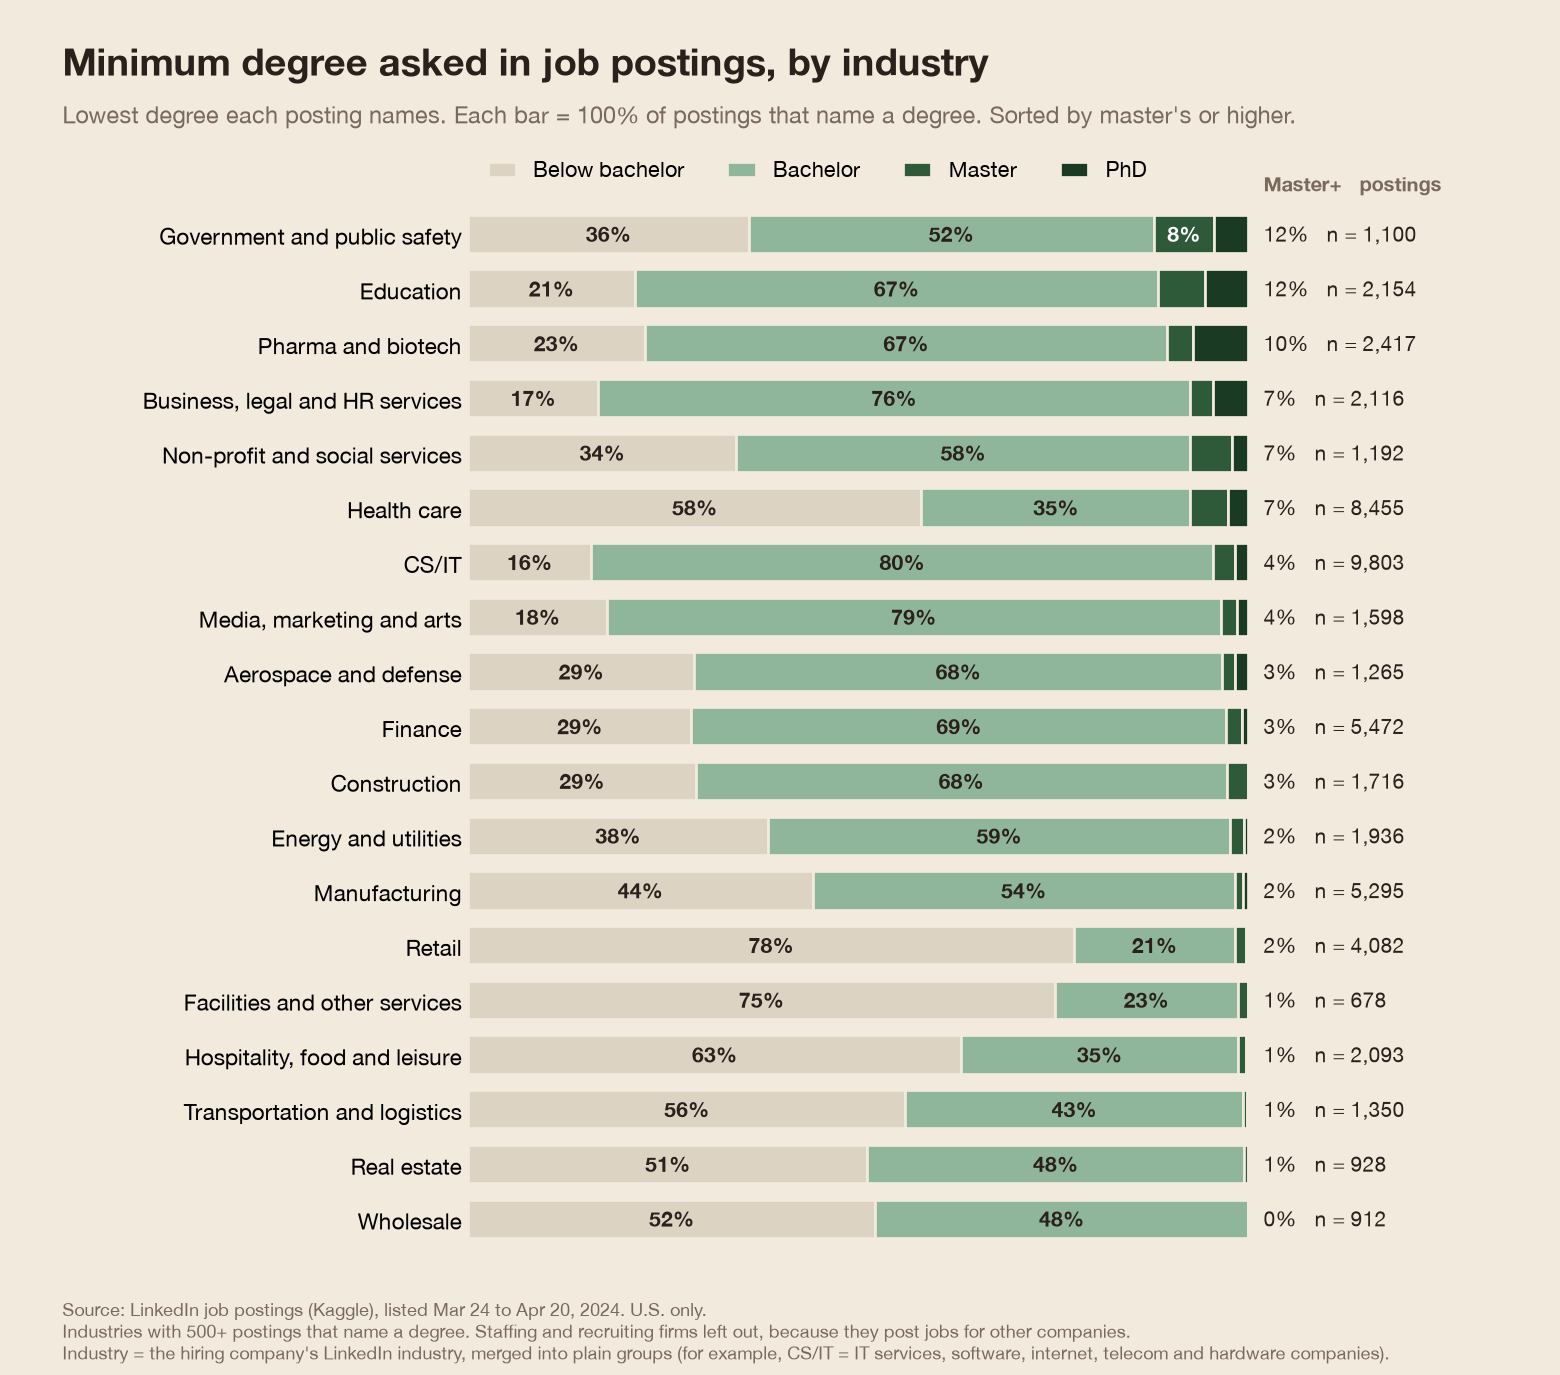 Minimum degree asked in job postings, by industry
Lowest degree each posting names. Each bar = 100% of postings that name a degree. Sorted by master's or higher.
Below bachelor Bachelor Master PhD
Master+ postings
Government and public safety 36% 52% 8% 12% n = 1,100
Education 21% 67% 12% n = 2,154
Pharma and biotech 23% 67% 10% n = 2,417
Business, legal and HR services 17% 76% 7% n = 2,116
Non-profit and social services 34% 58% 7% n = 1,192
Health care 58% 35% 7% n = 8,455
CS/IT 16% 80% 4% n = 9,803
Media, marketing and arts 18% 79% 4% n = 1,598
Aerospace and defense 29% 68% 3% n = 1,265
Finance 29% 69% 3% n = 5,472
Construction 29% 68% 3% n = 1,716
Energy and utilities 38% 59% 2% n = 1,936
Manufacturing 44% 54% 2% n = 5,295
Retail 78% 21% 2% n = 4,082
Facilities and other services 75% 23% 1% n = 678
Hospitality, food and leisure 63% 35% 1% n = 2,093
Transportation and logistics 56% 43% 1% n = 1,350
Real estate 51% 48% 1% n = 928
Wholesale 52% 48% 0% n = 912
Source: LinkedIn job postings (Kaggle), listed Mar 24 to Apr 20, 2024. U.S. only.
Industries with 500+ postings that name a degree. Staffing and recruiting firms left out, because they post jobs for other companies.
Industry = the hiring company's LinkedIn industry, merged into plain groups (for example, CS/IT = IT services, software, internet, telecom and hardware companies).